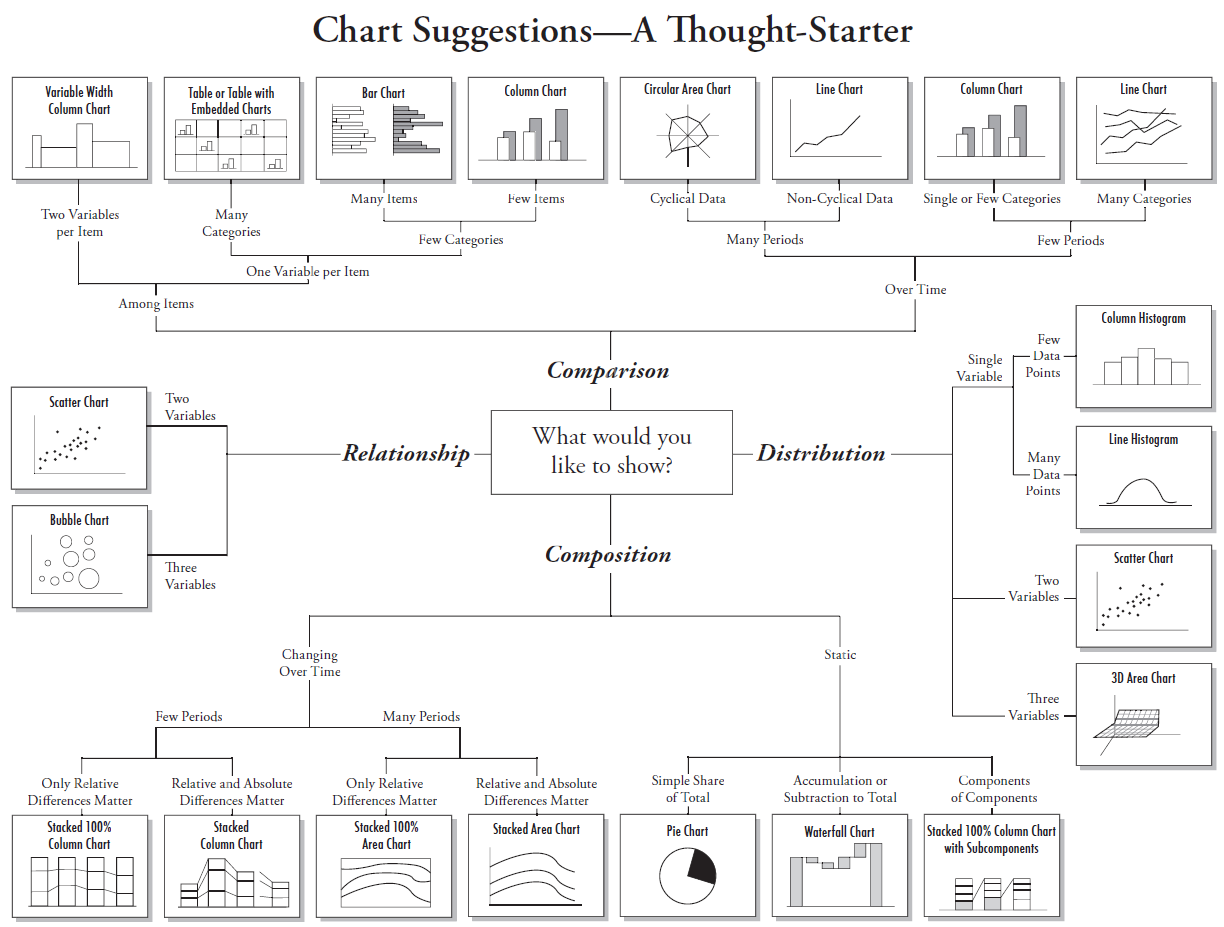 Chart Suggestions—A Thought-Starter
Variable Width
Column Chart
Table or Table with
Embedded Charts
Bar Chart
Column Chart
Circular Area Chart
Line Chart
Column Chart
Line Chart
Two Variables
per Item
Many
Categories
Many Items
Few Items
Cyclical Data
Non-Cyclical Data
Single or Few Categories
Many Categories
Few Categories
Many Periods
Few Periods
One Variable per Item
Over Time
Among Items
Comparison
Relationship
What would you
like to show?
Distribution
Composition
Two
Variables
Scatter Chart
Three
Variables
Bubble Chart
Single
Variable
Few
Data
Points
Column Histogram
Many
Data
Points
Line Histogram
Two
Variables
Scatter Chart
Three
Variables
3D Area Chart
Changing
Over Time
Static
Few Periods
Many Periods
Only Relative
Differences Matter
Relative and Absolute
Differences Matter
Only Relative
Differences Matter
Relative and Absolute
Differences Matter
Simple Share
of Total
Accumulation or
Subtraction to Total
Components
of Components
Stacked 100%
Column Chart
Stacked
Column Chart
Stacked 100%
Area Chart
Stacked Area Chart
Pie Chart
Waterfall Chart
Stacked 100% Column Chart
with Subcomponents